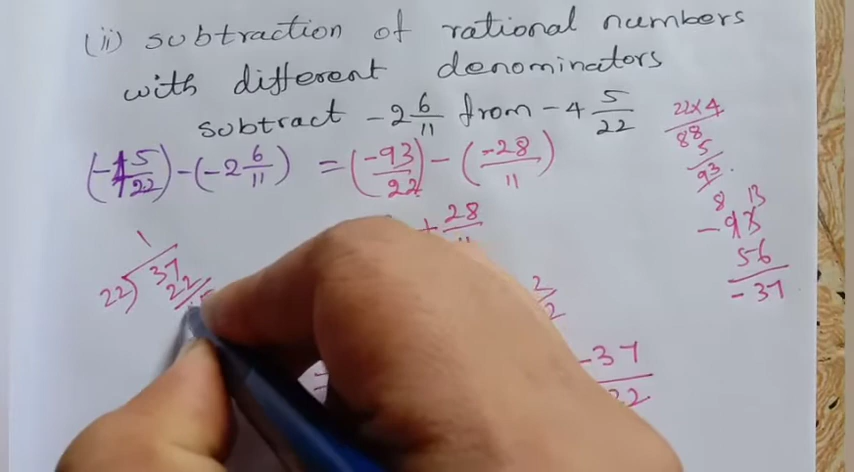 (ii) subtraction of rational numbers
with different denominators
subtract -2 6/11 from -4 5/22
(-4 5/22) - (-2 6/11) = (-93/22) - (-28/11)
+ 28
-37
22) 37
22
1
22x4
88
5
93
8 13
-93
56
-37